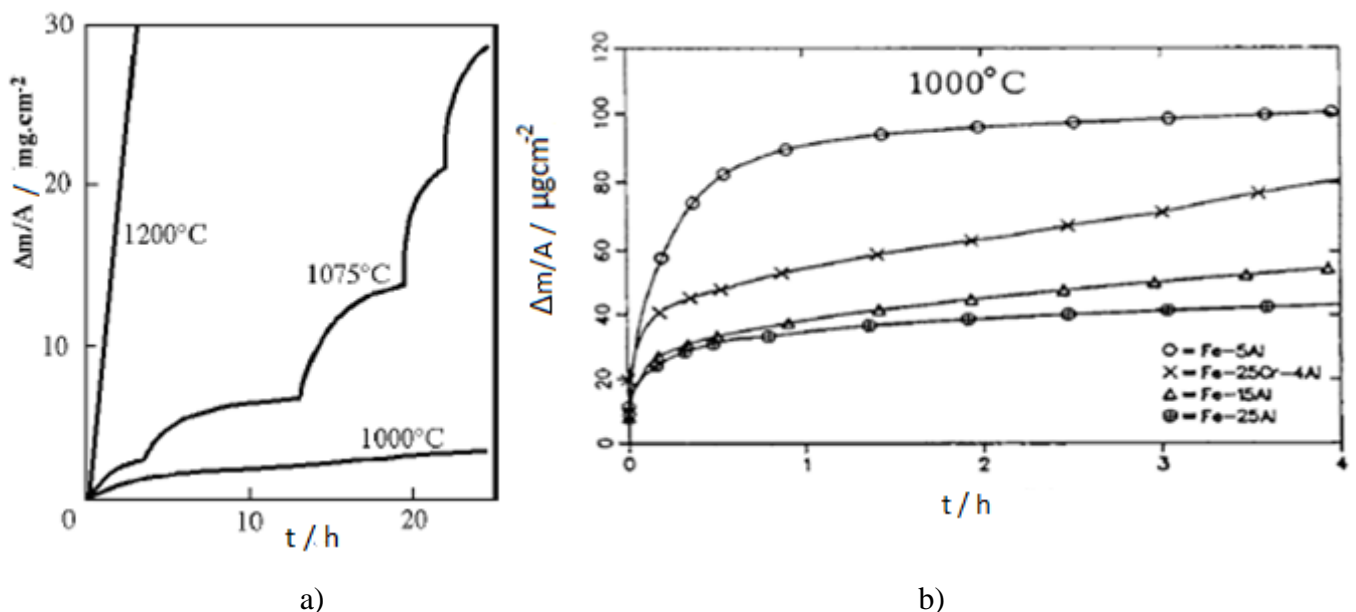 30
20
10
0
10
20
Δm/A / mg.cm-2
t / h
1200°C
1075°C
1000°C
a)
120
100
80
60
40
20
0
0
1
2
3
4
Δm/A / μgcm-2
t / h
1000°C
O = Fe-5Al
X = Fe-25Cr-4Al
Δ = Fe-15Al
⊕ = Fe-25Al
b)